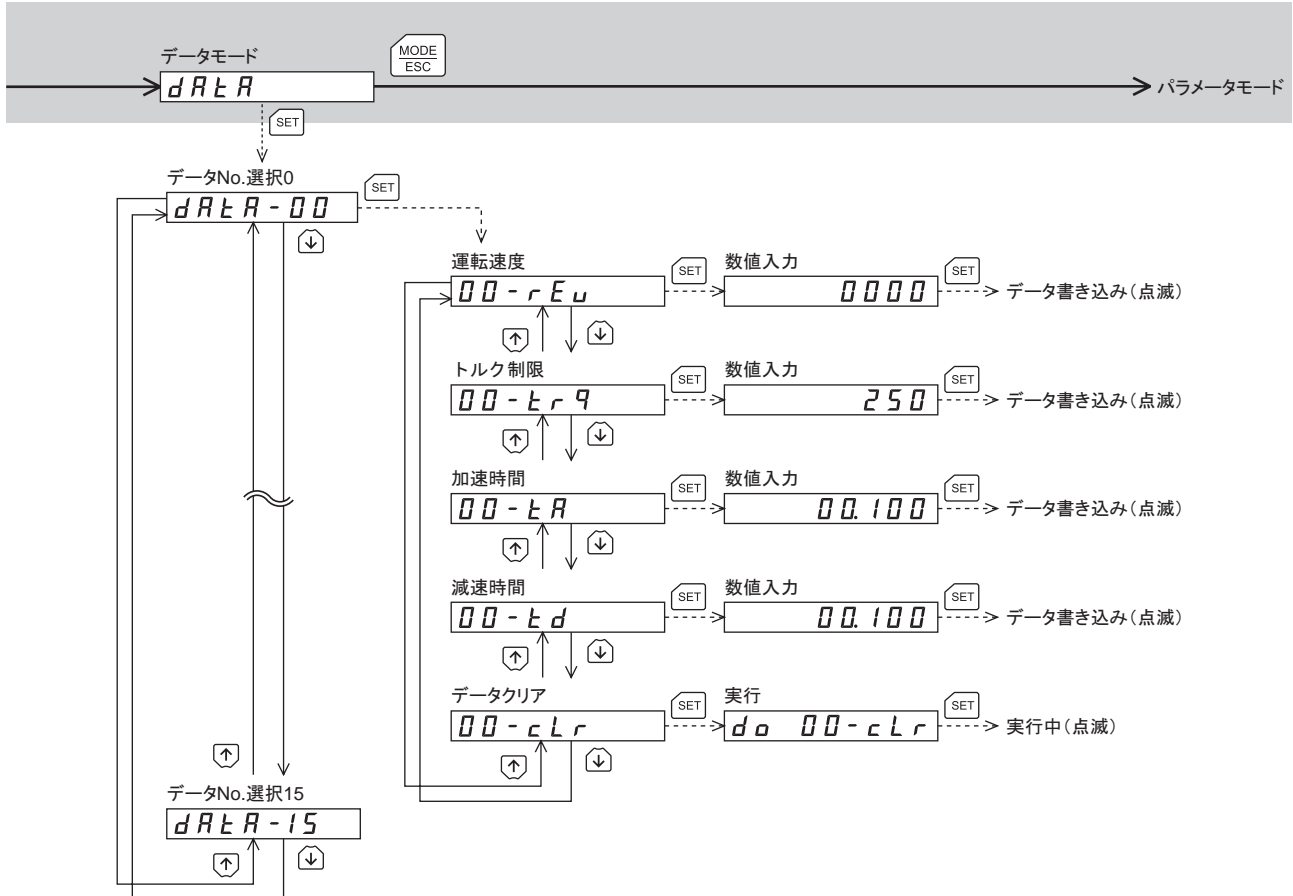 データモード
MODE
ESC
dAtA
パラメータモード
SET
データNo.選択0
SET
dAtA-00
運転速度
SET
数値入力
SET
00-rEv
0000
データ書き込み(点滅)
トルク制限
SET
数値入力
SET
00-trq
250
データ書き込み(点滅)
加速時間
SET
数値入力
SET
00-tA
00.100
データ書き込み(点滅)
減速時間
SET
数値入力
SET
00-td
00.100
データ書き込み(点滅)
データクリア
SET
実行
SET
00-cLr
do 00-cLr
実行中(点滅)
データNo.選択15
dAtA-15